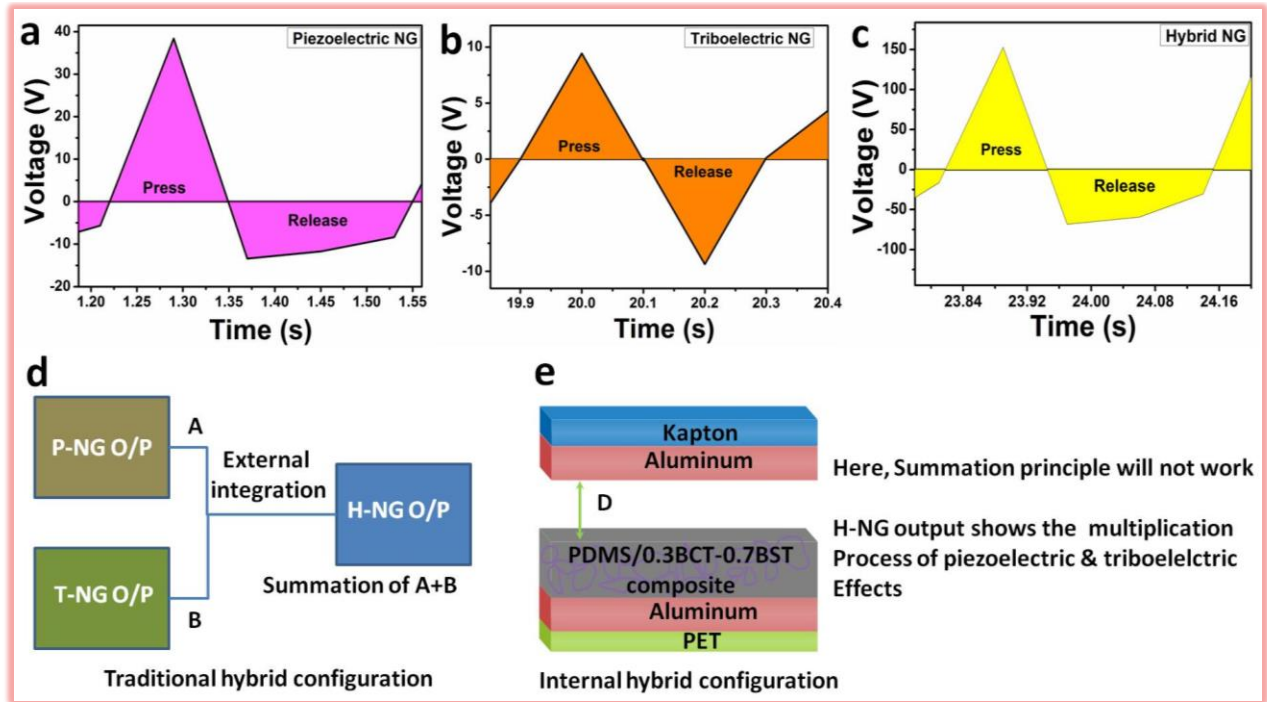 a
Piezoelectric NG
Voltage (V)
40
30
20
10
0
-10
-20
Press
Release
1.20 1.25 1.30 1.35 1.40 1.45 1.50 1.55
Time (s)
b
Triboelectric NG
Voltage (V)
10
5
0
-5
-10
Press
Release
19.9 20.0 20.1 20.2 20.3 20.4
Time (s)
c
Hybrid NG
Voltage (V)
150
100
50
0
-50
-100
Press
Release
23.84 23.92 24.00 24.08 24.16
Time (s)
d
P-NG O/P
A
External
integration
H-NG O/P
Summation of A+B
T-NG O/P
B
Traditional hybrid configuration
e
Kapton
Aluminum
D
PDMS/0.3BCT-0.7BST
composite
Aluminum
PET
Internal hybrid configuration
Here, Summation principle will not work
H-NG output shows the multiplication
Process of piezoelectric & triboelelctric
Effects